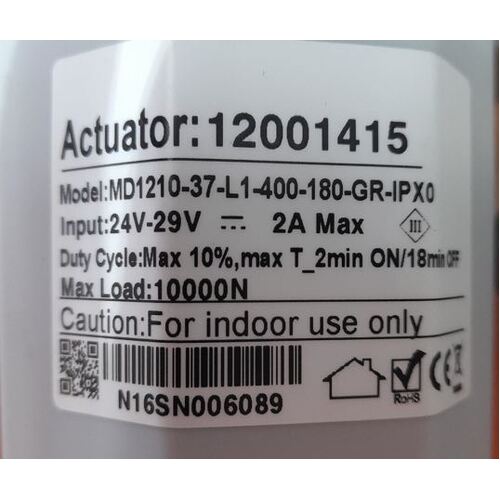 Actuator:12001415
Model:MD1210-37-L1-400-180-GR-IPX0
Input:24V-29V ⎓ 2A Max III
Duty Cycle:Max 10%,max T_2min ON/18min OFF
Max Load:10000N
Caution:For indoor use only
N16SN006089
RoHS CE